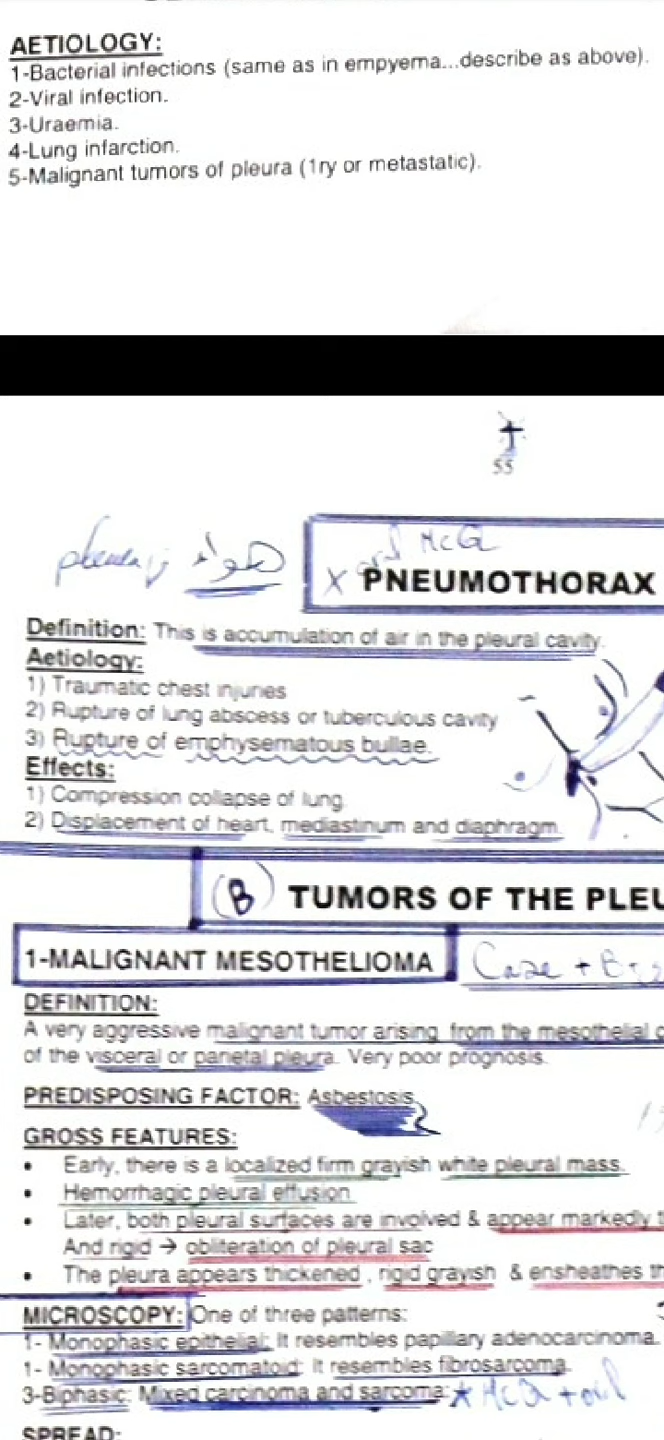 AETIOLOGY:
1-Bacterial infections (same as in empyema...describe as above).
2-Viral infection.
3-Uraemia.
4-Lung infarction.
5-Malignant tumors of pleura (1ry or metastatic).
55
هواء
MCQ
X PNEUMOTHORAX
Definition: This is accumulation of air in the pleural cavity.
Aetiology:
1) Traumatic chest injuries
2) Rupture of lung abscess or tuberculous cavity
3) Rupture of emphysematous bullae.
Effects:
1) Compression collapse of lung.
2) Displacement of heart, mediastinum and diaphragm.
(B) TUMORS OF THE PLEU
1-MALIGNANT MESOTHELIOMA Case +
DEFINITION:
A very aggressive malignant tumor arising from the mesothelial
of the visceral or parietal pleura. Very poor prognosis.
PREDISPOSING FACTOR: Asbestosis
GROSS FEATURES:
• Early, there is a localized firm grayish white pleural mass.
• Hemorrhagic pleural effusion
• Later, both pleural surfaces are involved & appear markedly
And rigid → obliteration of pleural sac
• The pleura appears thickened , rigid grayish & ensheathes
MICROSCOPY: One of three patterns:
1- Monophasic epithelial: It resembles papillary adenocarcinoma.
1- Monophasic sarcomatoid: It resembles fibrosarcoma.
3-Biphasic: Mixed carcinoma and sarcoma. * MCQ + oral
SPREAD: